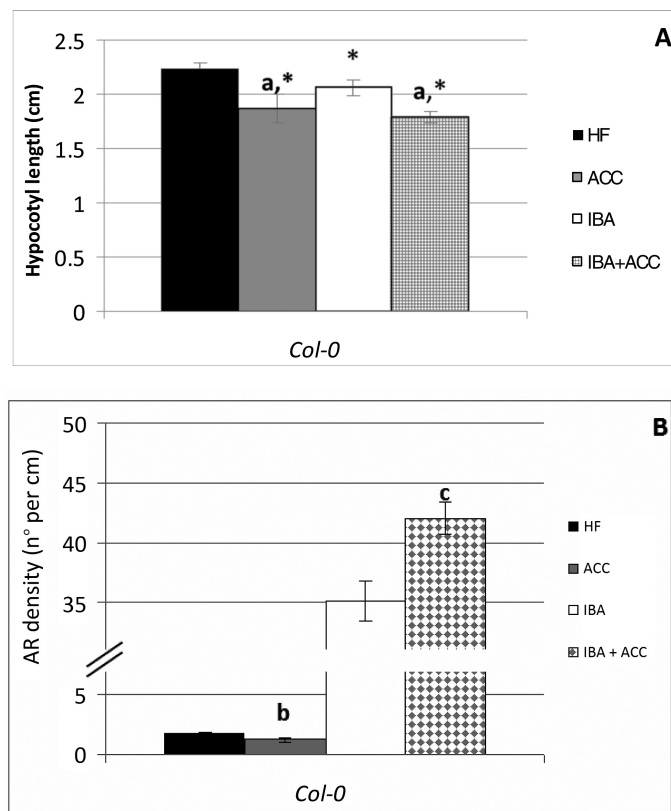 A
2.5
2
1.5
1
0.5
0
Hypocotyl length (cm)
a,*
*
a,*
Col-0
HF
ACC
IBA
IBA+ACC
B
50
45
40
35
5
0
AR density (n° per cm)
b
c
Col-0
HF
ACC
IBA
IBA + ACC